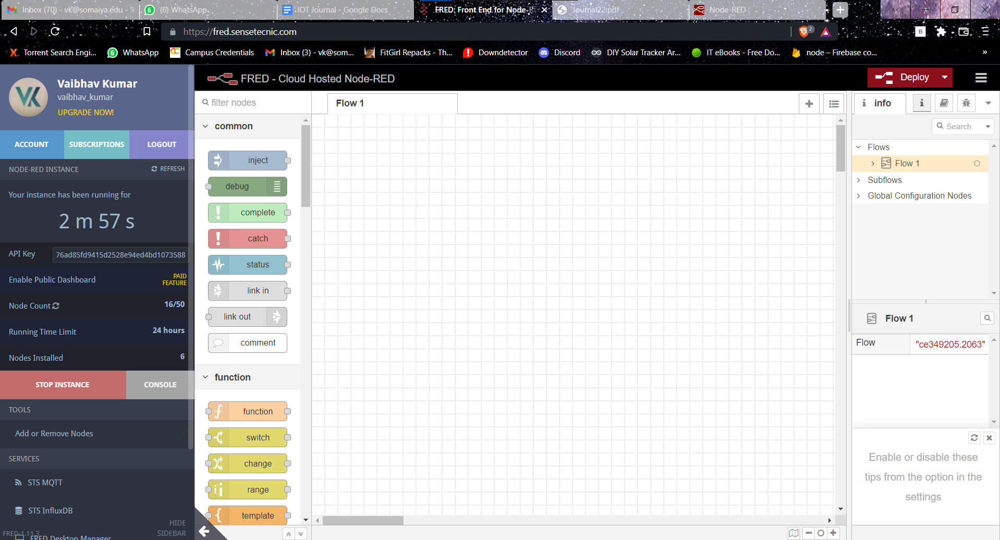 Inbox (70) - vk@somaiya.edu - S
(6) WhatsApp
IOT Journal - Google Docs
FRED: Front End for Node-R
Journal22.pdf
Node-RED
https://fred.sensetecnic.com
2
B
Torrent Search Engi...
WhatsApp
Campus Credentials
Inbox (3) - vk@som...
FitGirl Repacks - Th...
Downdetector
Discord
DIY Solar Tracker Ar...
IT eBooks - Free Do...
node – Firebase co...
»
VK
Vaibhav Kumar
vaibhav_kumar
UPGRADE NOW!
ACCOUNT
SUBSCRIPTIONS
LOGOUT
NODE-RED INSTANCE
REFRESH
Your instance has been running for
2 m 57 s
API Key
76ad85fd9415d2528e94ed4bd1073588
Enable Public Dashboard
PAID
FEATURE
Node Count
16/50
Running Time Limit
24 hours
Nodes Installed
6
STOP INSTANCE
CONSOLE
TOOLS
Add or Remove Nodes
SERVICES
STS MQTT
STS InfluxDB
FRED Desktop Manager
FRED-1.11.3
HIDE
SIDEBAR
FRED - Cloud Hosted Node-RED
Deploy
filter nodes
common
inject
debug
complete
catch
status
link in
link out
comment
function
function
switch
change
range
template
Flow 1
info
Search
Flows
Flow 1
Subflows
Global Configuration Nodes
Flow 1
Flow
"ce349205.2063"
Enable or disable these
tips from the option in the
settings